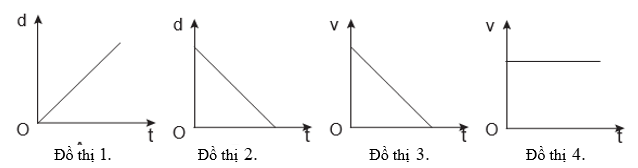 d d v v
O t O t O t O t
Đồ thị 1. Đồ thị 2. Đồ thị 3. Đồ thị 4.